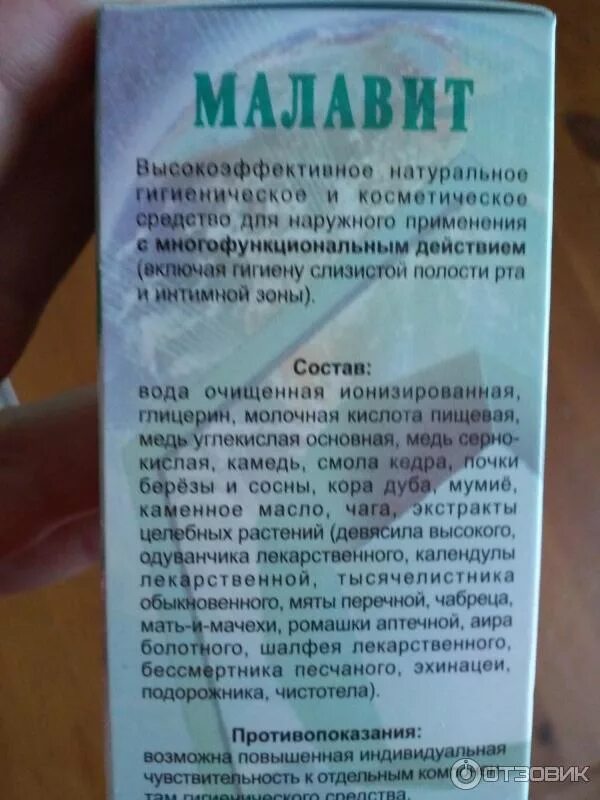 МАЛАВИТ
Высокоэффективное натуральное
гигиеническое и косметическое
средство для наружного применения
с многофункциональным действием
(включая гигиену слизистой полости рта
и интимной зоны).
Состав:
вода очищенная ионизированная,
глицерин, молочная кислота пищевая,
медь углекислая основная, медь серно-
кислая, камедь, смола кедра, почки
берёзы и сосны, кора дуба, мумиё,
каменное масло, чага, экстракты
целебных растений (девясила высокого,
одуванчика лекарственного, календулы
лекарственной, тысячелистника
обыкновенного, мяты перечной, чабреца,
мать-и-мачехи, ромашки аптечной, аира
болотного, шалфея лекарственного,
бессмертника песчаного, эхинацеи,
подорожника, чистотела).
Противопоказания:
возможна повышенная индивидуальная
чувствительность к отдельным компонен-
там гигиенического средства.
ОТЗОВИК